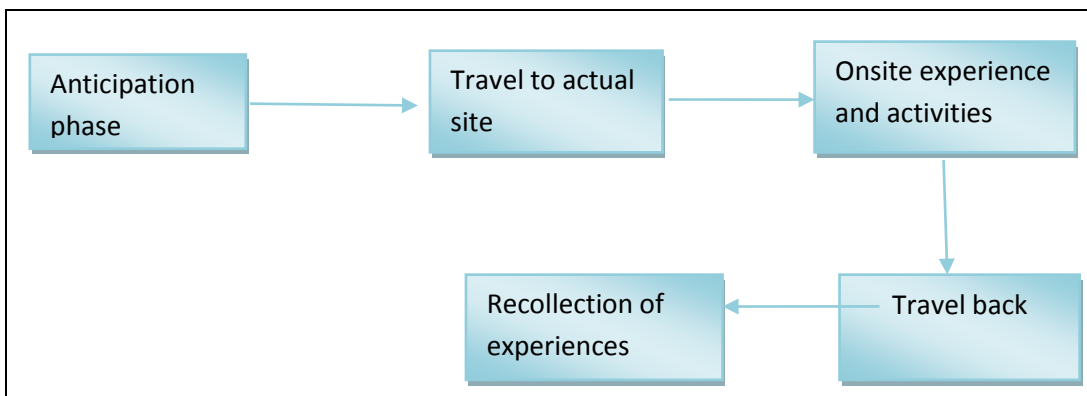 Anticipation
phase
Travel to actual
site
Onsite experience
and activities
Travel back
Recollection of
experiences